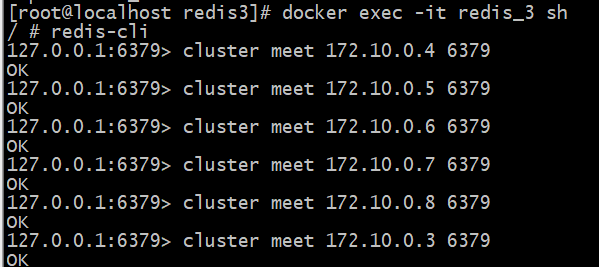 [root@localhost redis3]# docker exec -it redis_3 sh
/ # redis-cli
127.0.0.1:6379> cluster meet 172.10.0.4 6379
OK
127.0.0.1:6379> cluster meet 172.10.0.5 6379
OK
127.0.0.1:6379> cluster meet 172.10.0.6 6379
OK
127.0.0.1:6379> cluster meet 172.10.0.7 6379
OK
127.0.0.1:6379> cluster meet 172.10.0.8 6379
OK
127.0.0.1:6379> cluster meet 172.10.0.3 6379
OK